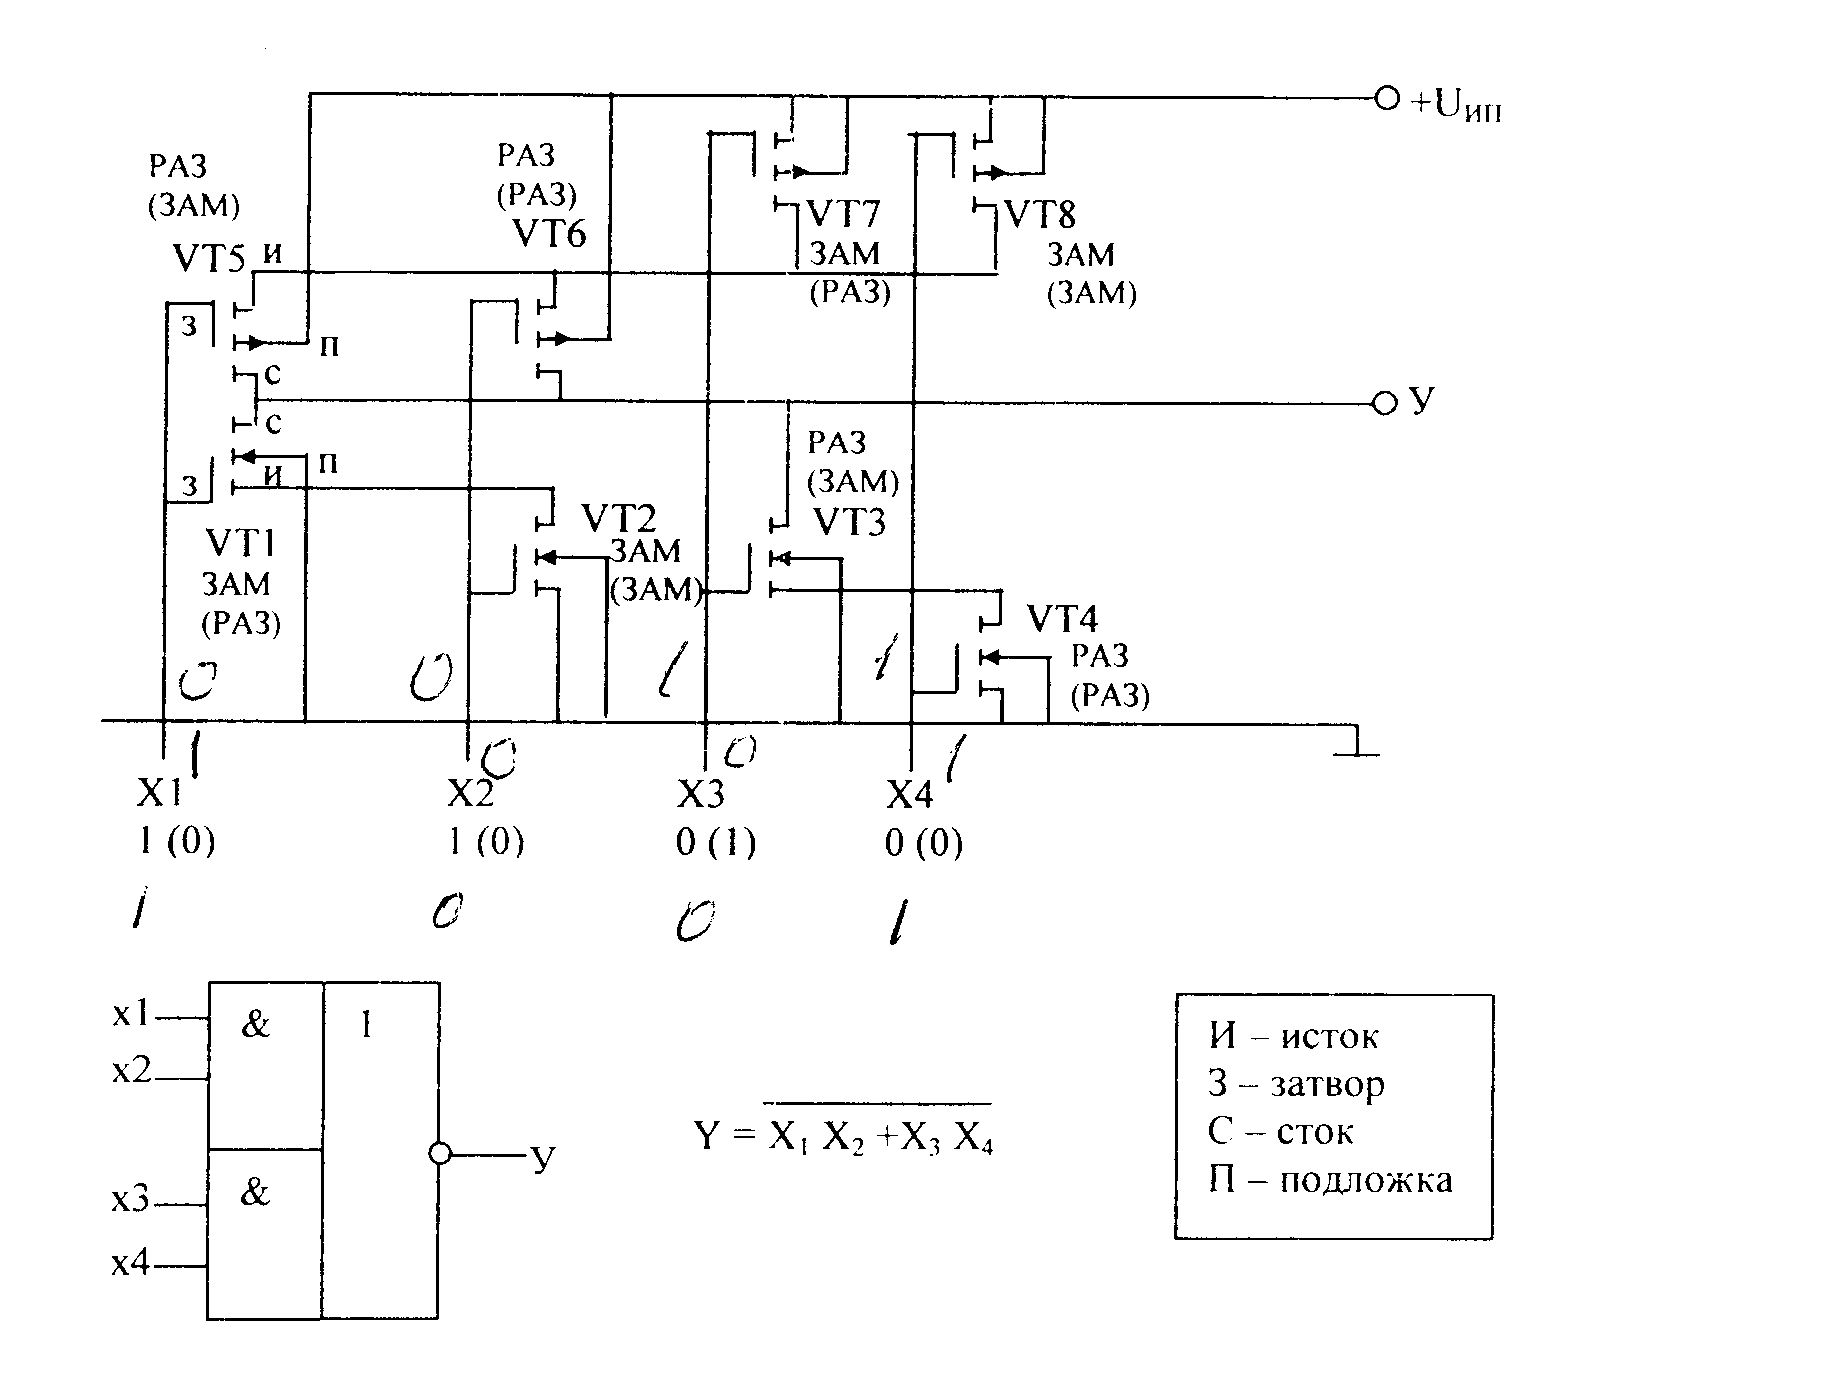 +Uип
РАЗ
(ЗАМ)
VT5
И
З
П
С
РАЗ
(РАЗ)
VT6
VT7
ЗАМ
(РАЗ)
VT8
ЗАМ
(ЗАМ)
У
С
П
И
З
VT1
ЗАМ
(РАЗ)
VT2
ЗАМ
(ЗАМ)
РАЗ
(ЗАМ)
VT3
VT4
РАЗ
(РАЗ)
0 0 1 1
1 0 0 1
X1 X2 X3 X4
1 (0) 1 (0) 0 (1) 0 (0)
1 0 0 1
x1
x2
x3
x4
&
&
1
У
Y = X₁ X₂ +X₃ X₄
И – исток
З – затвор
С – сток
П – подложка